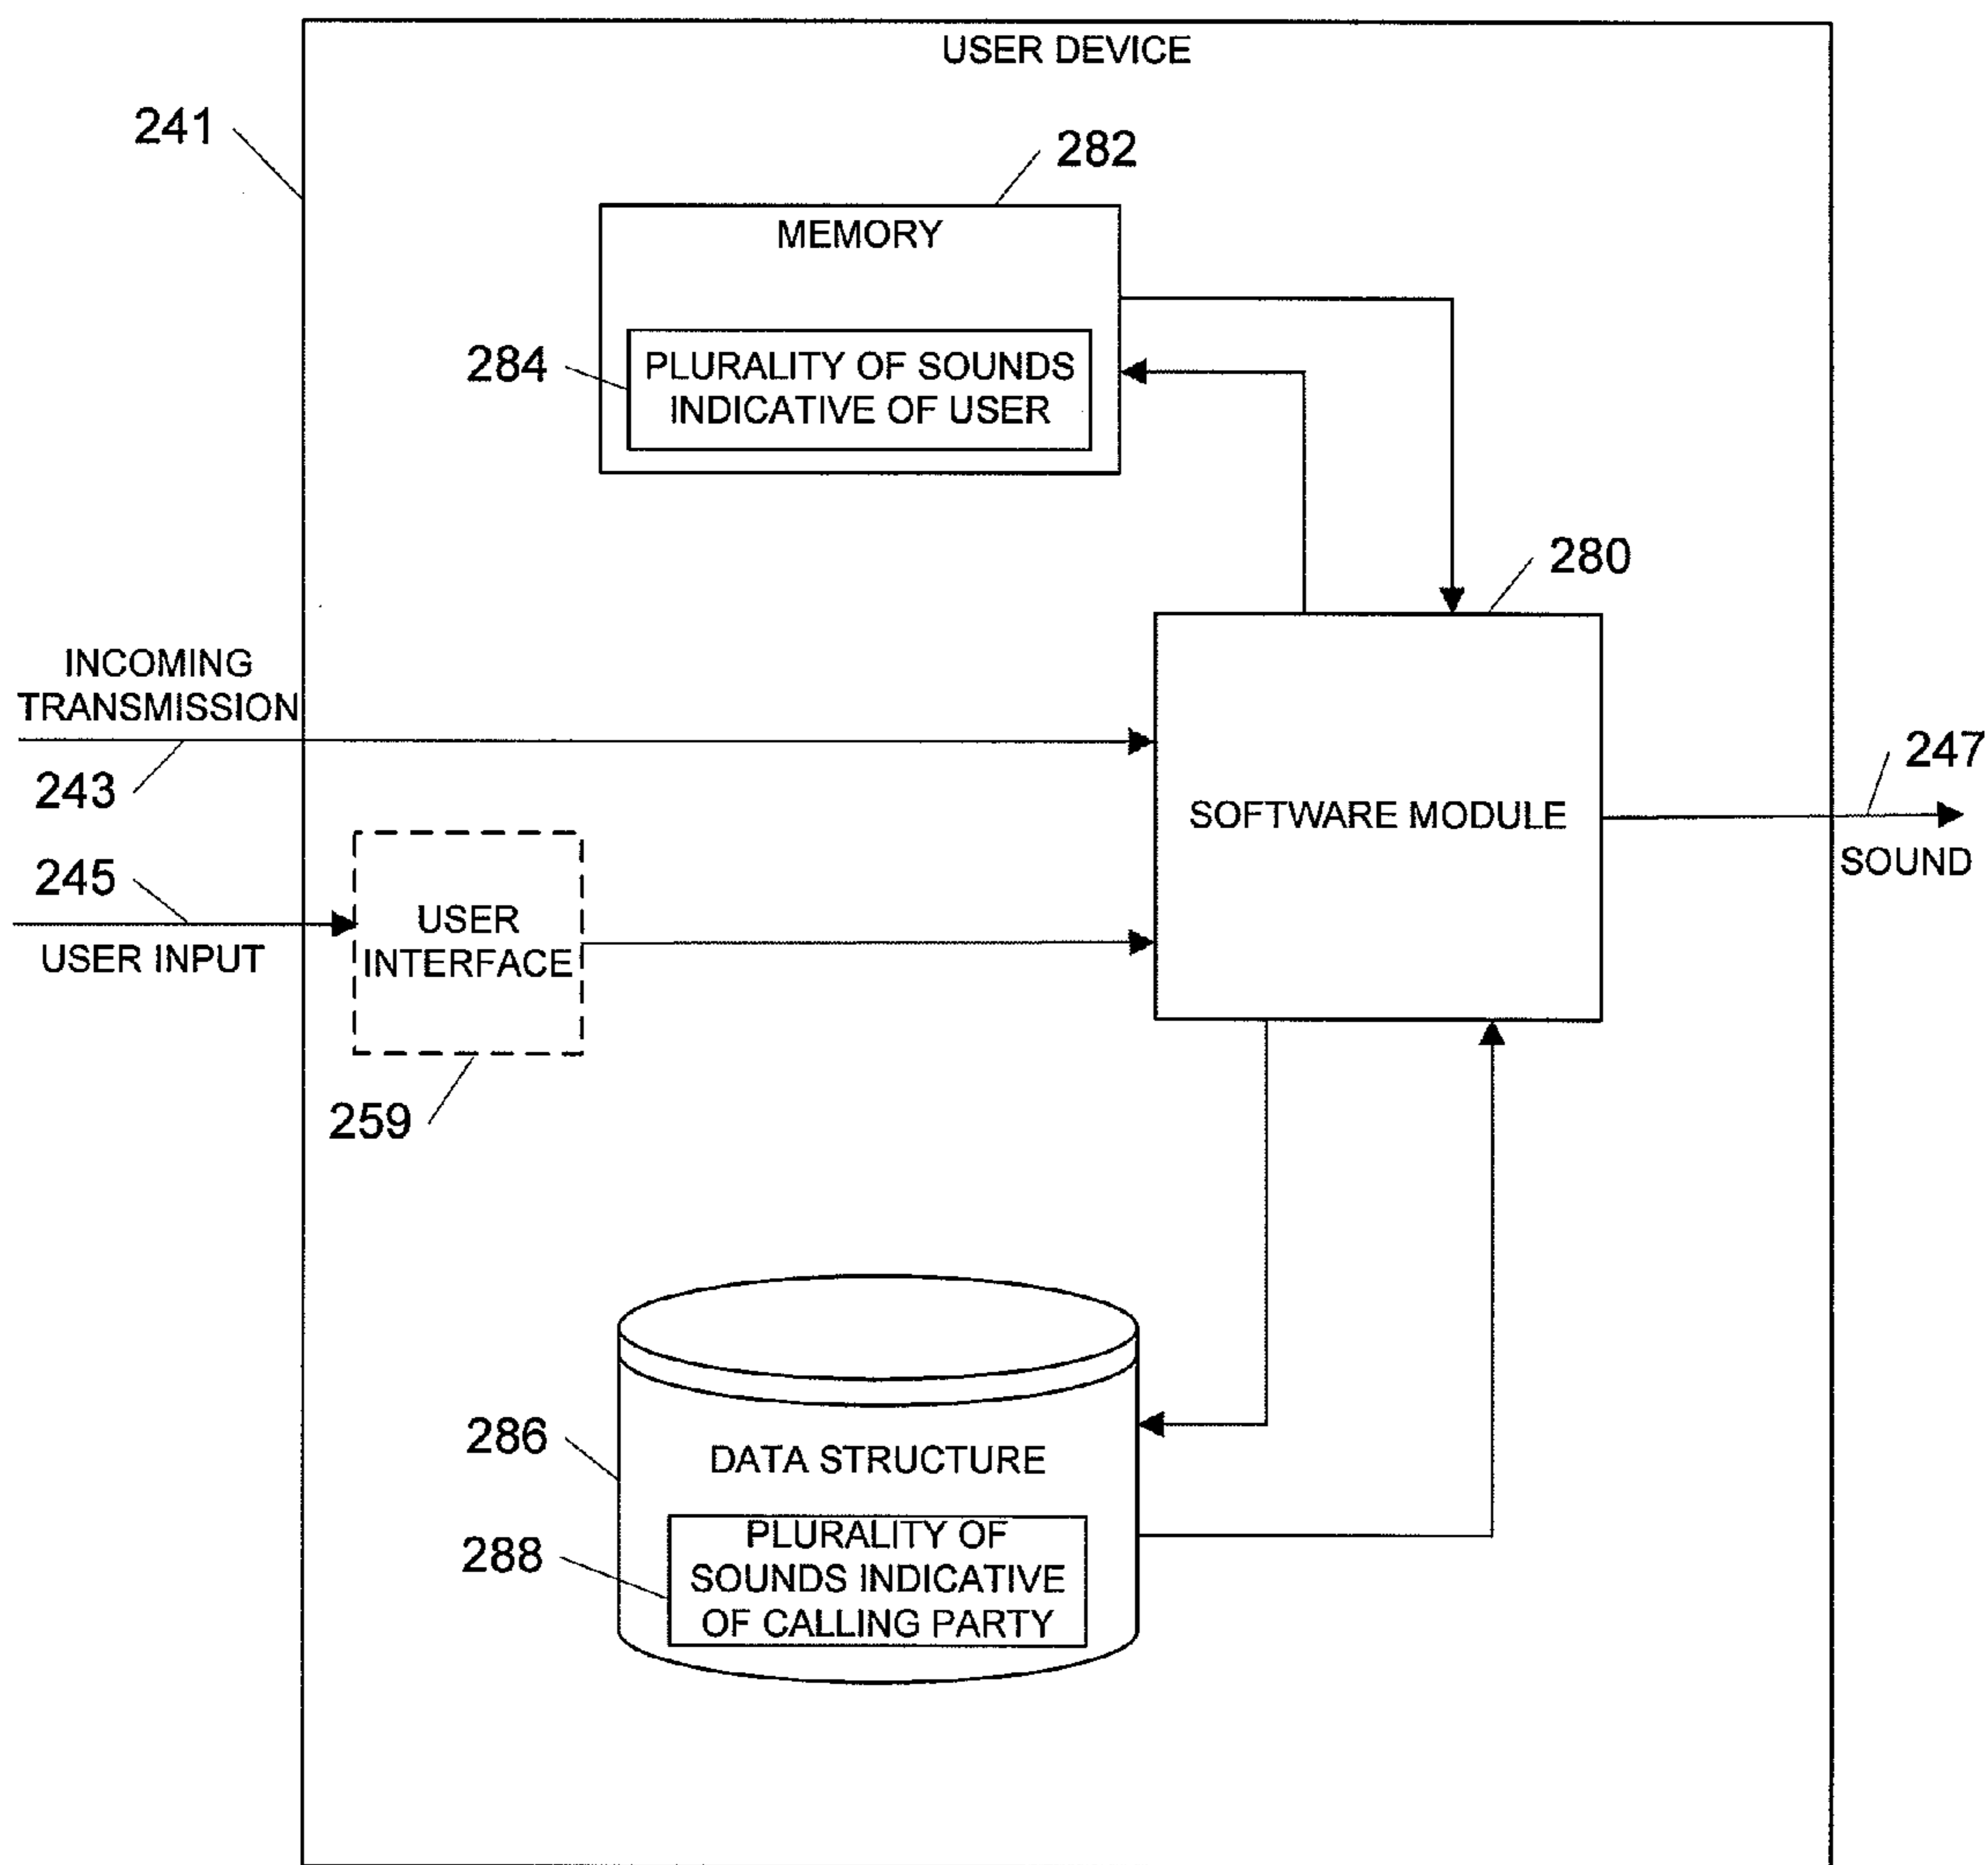 USER DEVICE
241
282
MEMORY
284
PLURALITY OF SOUNDS
INDICATIVE OF USER
280
INCOMING
TRANSMISSION
243
247
SOFTWARE MODULE
SOUND
245
USER INPUT
USER
INTERFACE
259
286
DATA STRUCTURE
288
PLURALITY OF
SOUNDS INDICATIVE
OF CALLING PARTY